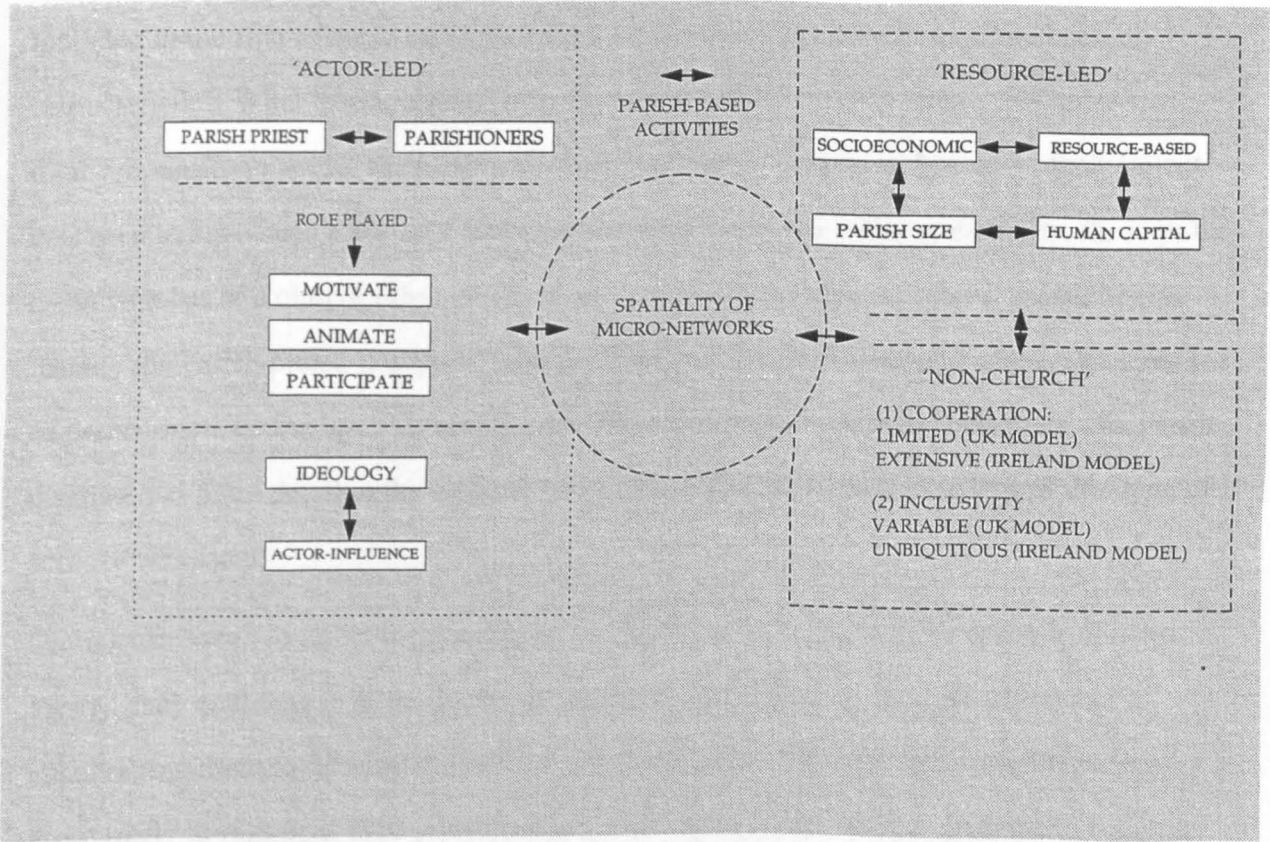 'ACTOR-LED'
PARISH PRIEST
PARISHIONERS
ROLE PLAYED
MOTIVATE
ANIMATE
PARTICIPATE
IDEOLOGY
ACTOR-INFLUENCE
PARISH-BASED
ACTIVITIES
SPATIALITY OF
MICRO-NETWORKS
'RESOURCE-LED'
SOCIOECONOMIC
RESOURCE-BASED
PARISH SIZE
HUMAN CAPITAL
'NON-CHURCH'
(1) COOPERATION:
LIMITED (UK MODEL)
EXTENSIVE (IRELAND MODEL)
(2) INCLUSIVITY
VARIABLE (UK MODEL)
UNBIQUITOUS (IRELAND MODEL)